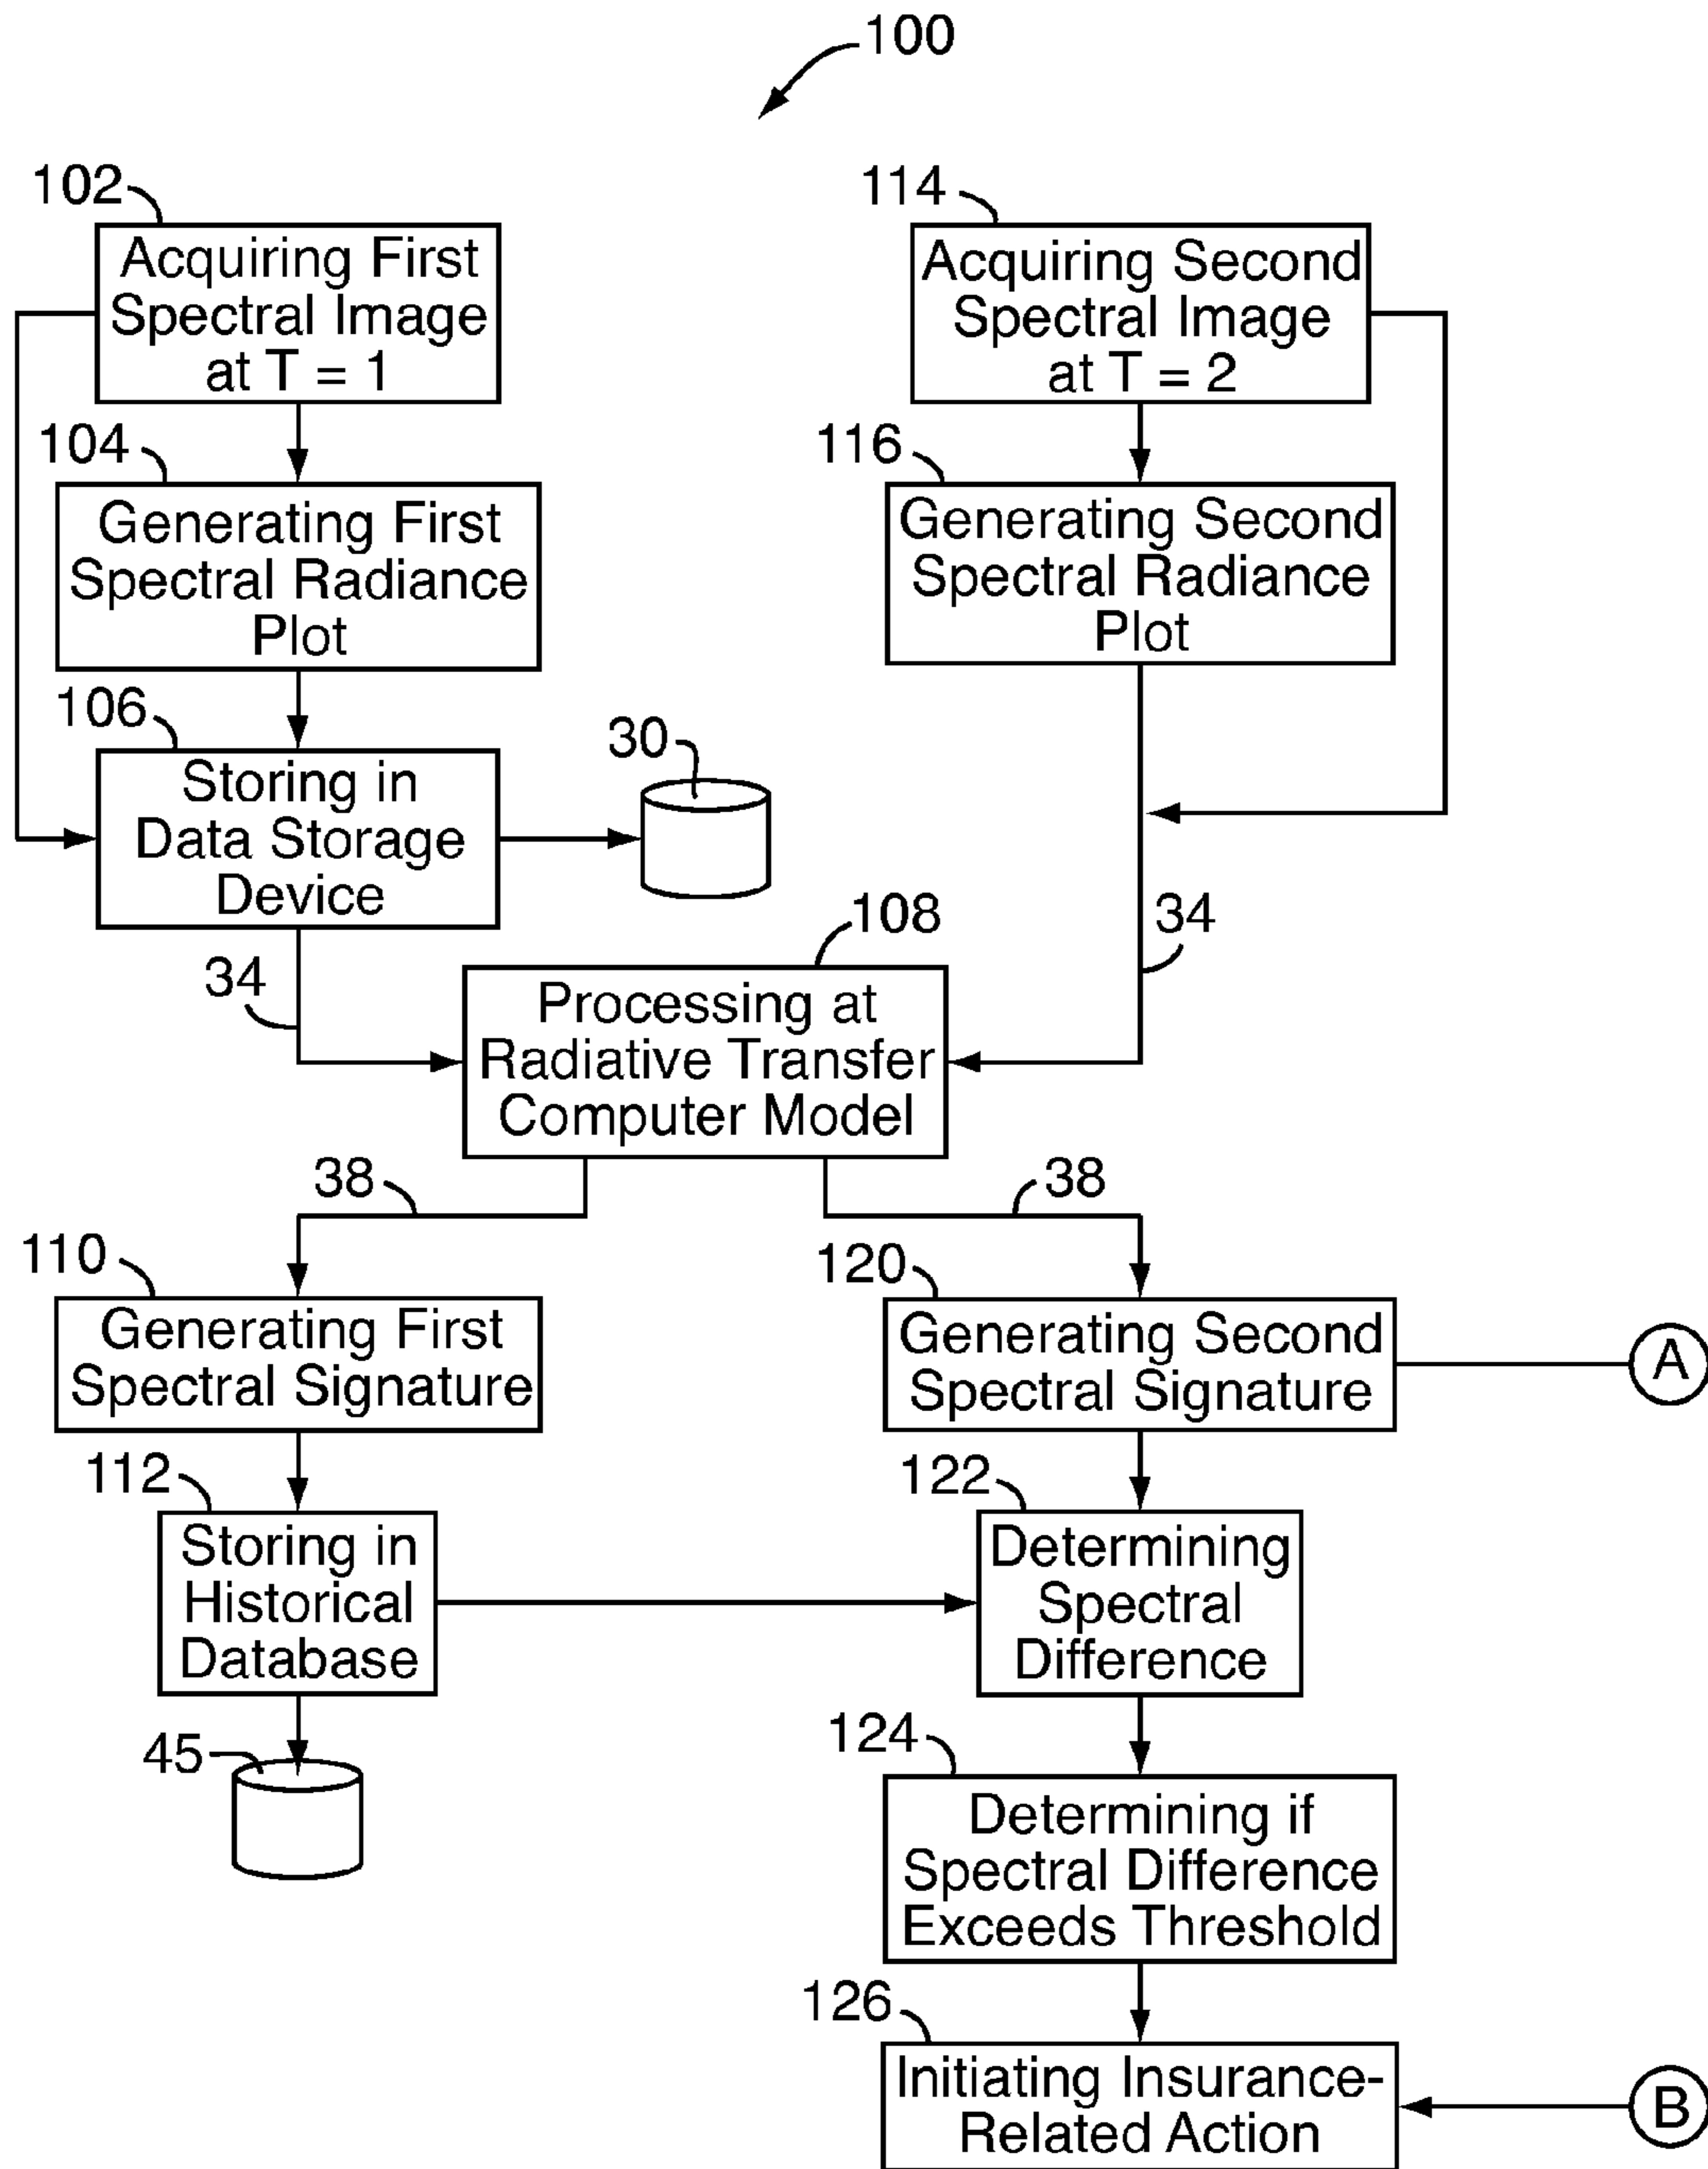 100
102
Acquiring First
Spectral Image
at T = 1
114
Acquiring Second
Spectral Image
at T = 2
104
Generating First
Spectral Radiance
Plot
116
Generating Second
Spectral Radiance
Plot
106
Storing in
Data Storage
Device
30
34
108
Processing at
Radiative Transfer
Computer Model
34
38
38
110
Generating First
Spectral Signature
120
Generating Second
Spectral Signature
A
112
Storing in
Historical
Database
122
Determining
Spectral
Difference
45
124
Determining if
Spectral Difference
Exceeds Threshold
126
Initiating Insurance-
Related Action
B